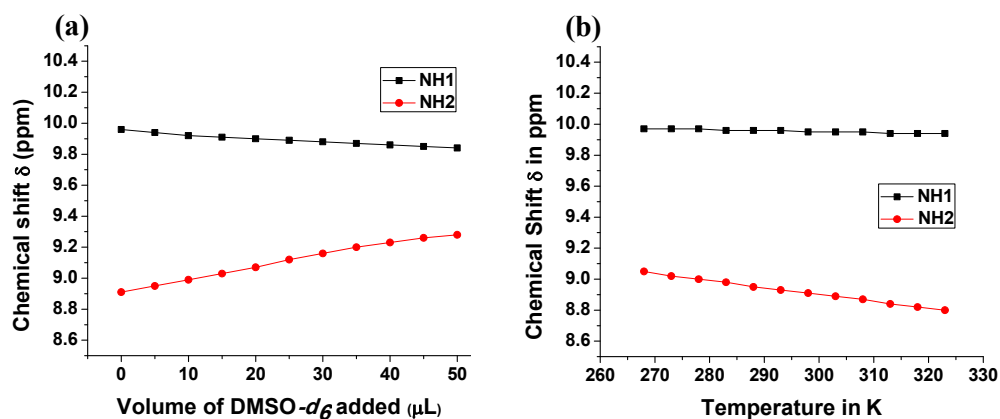 (a)
10.4
10.2
10.0
9.8
9.6
9.4
9.2
9.0
8.8
8.6
Chemical shift δ (ppm)
NH1
NH2
0 10 20 30 40 50
Volume of DMSO-d6 added (μL)
(b)
10.4
10.2
10.0
9.8
9.6
9.4
9.2
9.0
8.8
8.6
Chemical Shift δ in ppm
NH1
NH2
260 270 280 290 300 310 320 330
Temperature in K